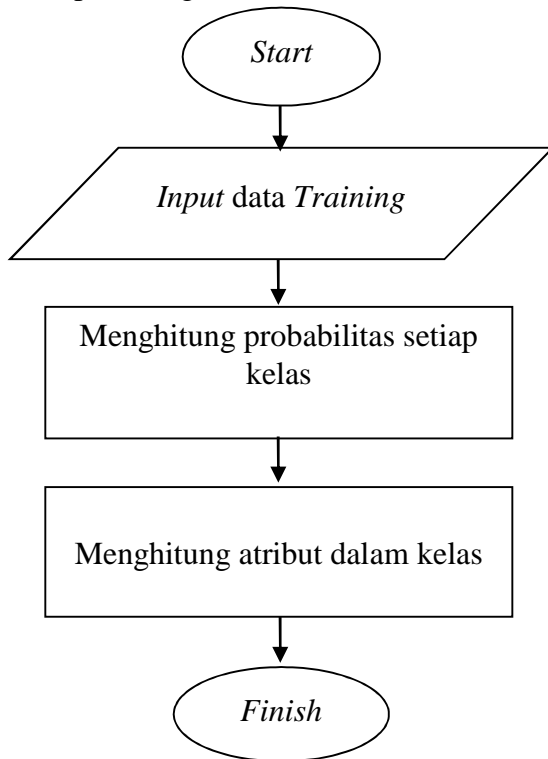 Start
Input data Training
Menghitung probabilitas setiap
kelas
Menghitung atribut dalam kelas
Finish